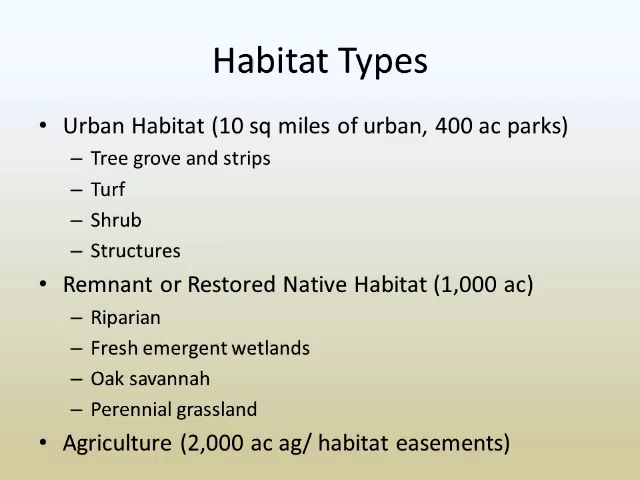 Habitat Types
• Urban Habitat (10 sq miles of urban, 400 ac parks)
– Tree grove and strips
– Turf
– Shrub
– Structures
• Remnant or Restored Native Habitat (1,000 ac)
– Riparian
– Fresh emergent wetlands
– Oak savannah
– Perennial grassland
• Agriculture (2,000 ac ag/ habitat easements)